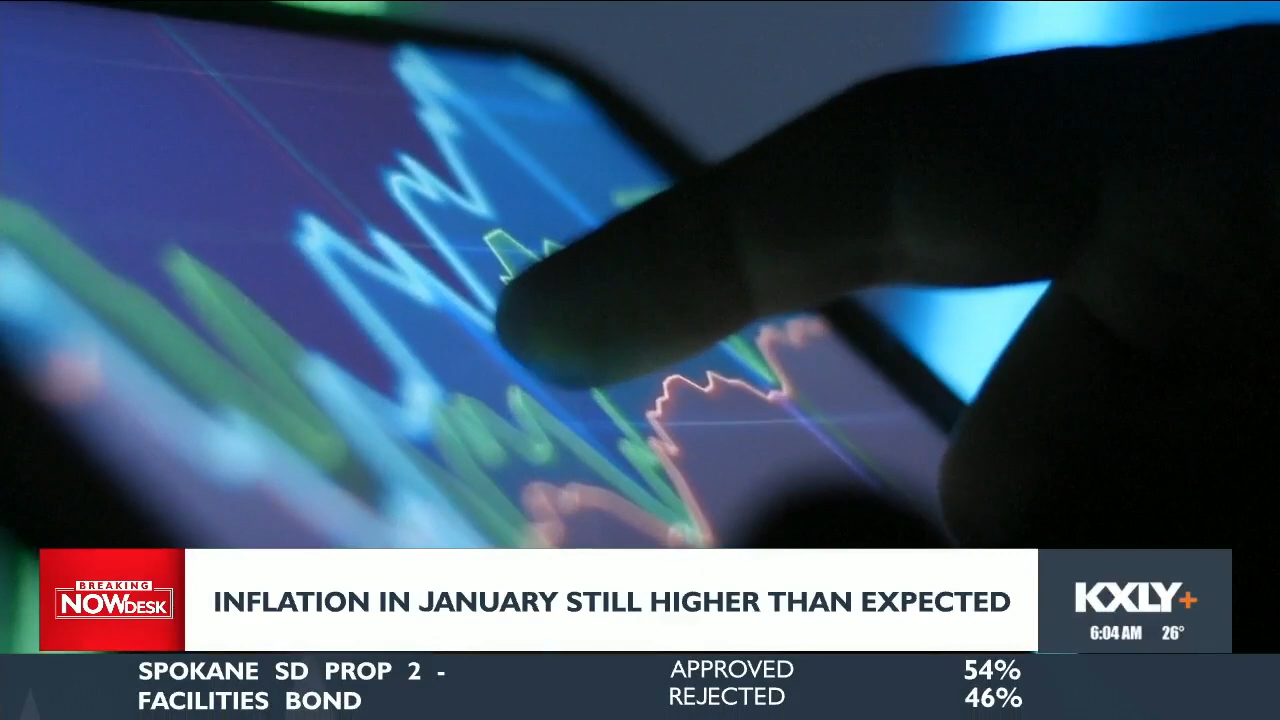 BREAKING
NOWDESK
INFLATION IN JANUARY STILL HIGHER THAN EXPECTED
KXLY+
6:04 AM 26°
SPOKANE SD PROP 2 -
FACILITIES BOND
APPROVED 54%
REJECTED 46%